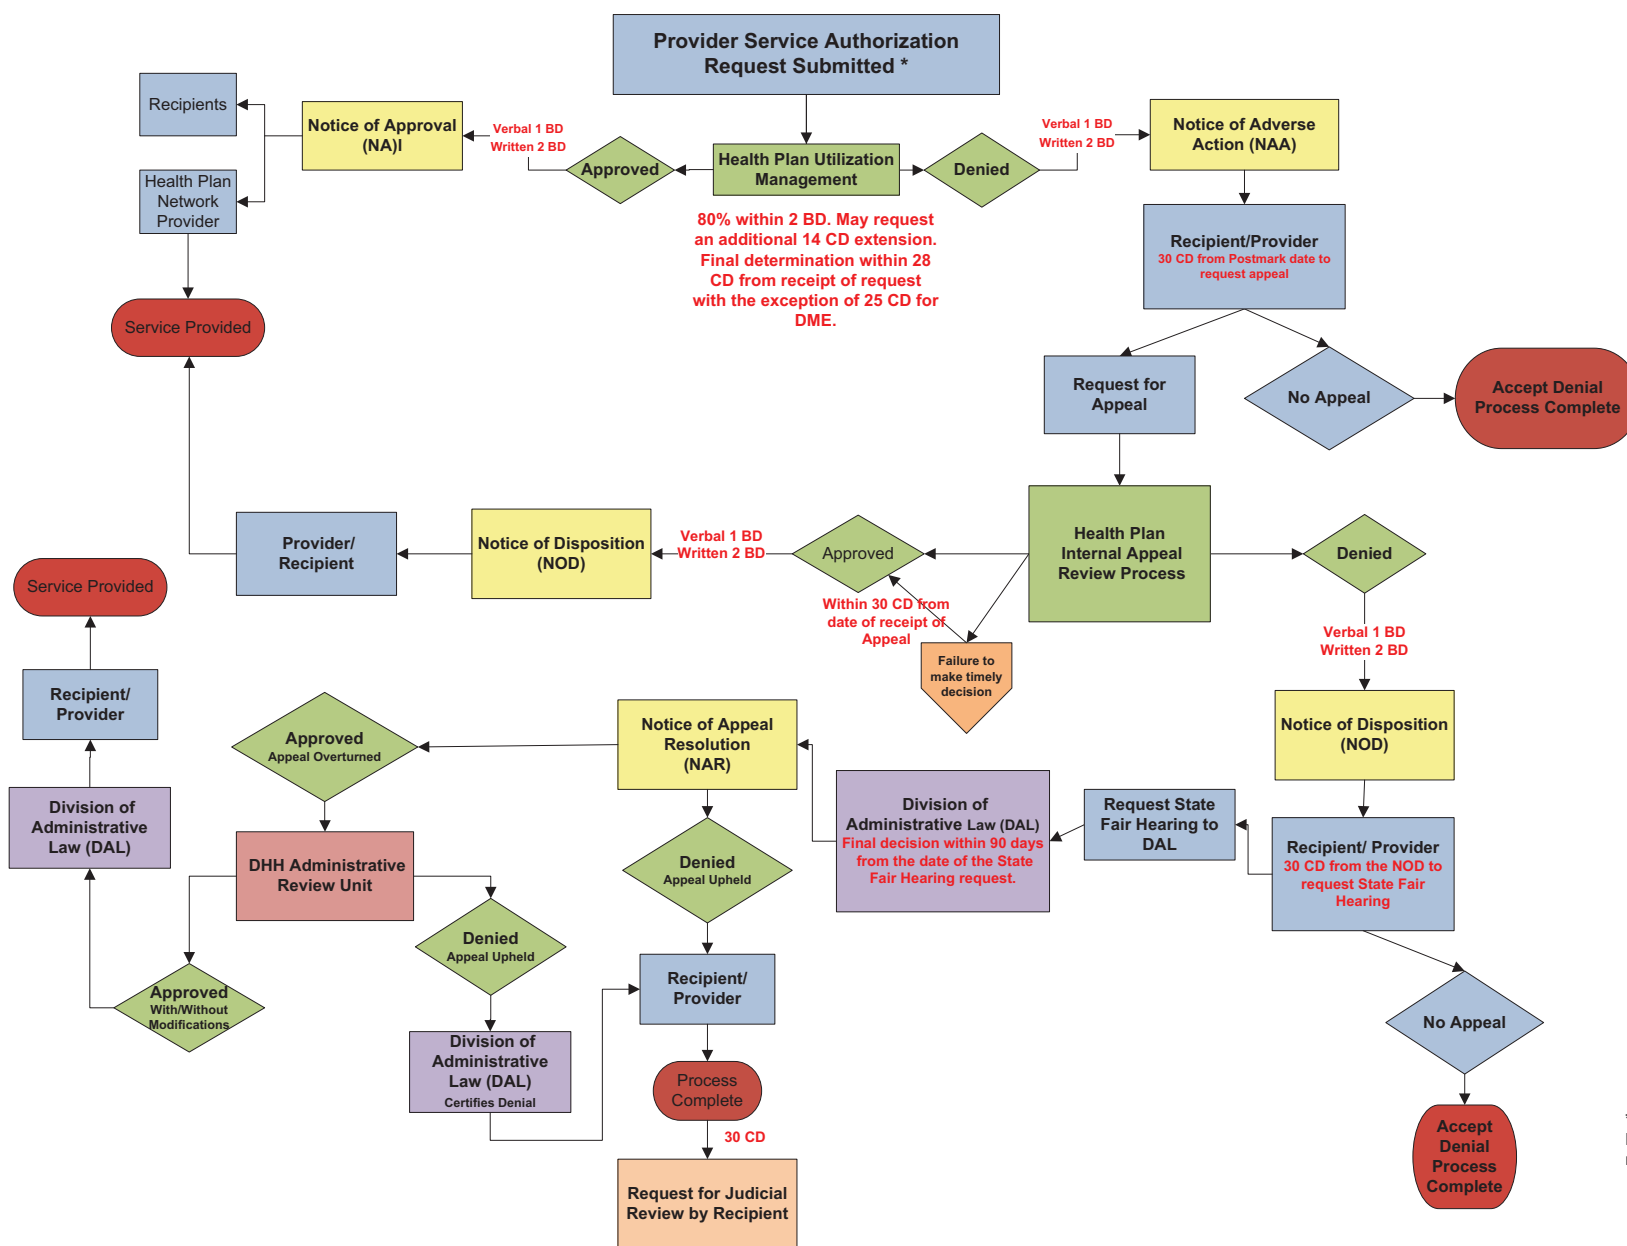 Provider Service Authorization
Request Submitted *
Recipients
Notice of Approval
(NA)I
Verbal 1 BD
Written 2 BD
Approved
Health Plan Utilization
Management
Denied
Verbal 1 BD
Written 2 BD
Notice of Adverse
Action (NAA)
Health Plan
Network
Provider
80% within 2 BD. May request
an additional 14 CD extension.
Final determination within 28
CD from receipt of request
with the exception of 25 CD for
DME.
Recipient/Provider
30 CD from Postmark date to
request appeal
Service Provided
Request for
Appeal
No Appeal
Accept Denial
Process Complete
Provider/
Recipient
Notice of Disposition
(NOD)
Verbal 1 BD
Written 2 BD
Approved
Health Plan
Internal Appeal
Review Process
Denied
Service Provided
Within 30 CD from
date of receipt of
Appeal
Verbal 1 BD
Written 2 BD
Failure to
make timely
decision
Recipient/
Provider
Approved
Appeal Overturned
Notice of Appeal
Resolution
(NAR)
Notice of Disposition
(NOD)
Division of
Administrative
Law (DAL)
Division of
Administrative Law (DAL)
Final decision within 90 days
from the date of the State
Fair Hearing request.
Request State
Fair Hearing to
DAL
Recipient/ Provider
30 CD from the NOD to
request State Fair
Hearing
DHH Administrative
Review Unit
Denied
Appeal Upheld
Denied
Appeal Upheld
Approved
With/Without
Modifications
Recipient/
Provider
No Appeal
Division of
Administrative
Law (DAL)
Certifies Denial
Process
Complete
30 CD
Accept
Denial
Process
Complete
Request for Judicial
Review by Recipient
*